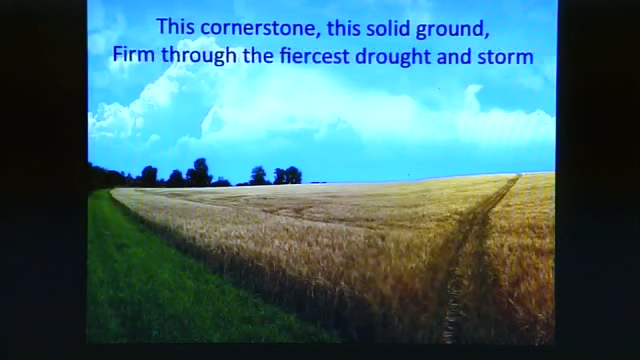 This cornerstone, this solid ground,
Firm through the fiercest drought and storm